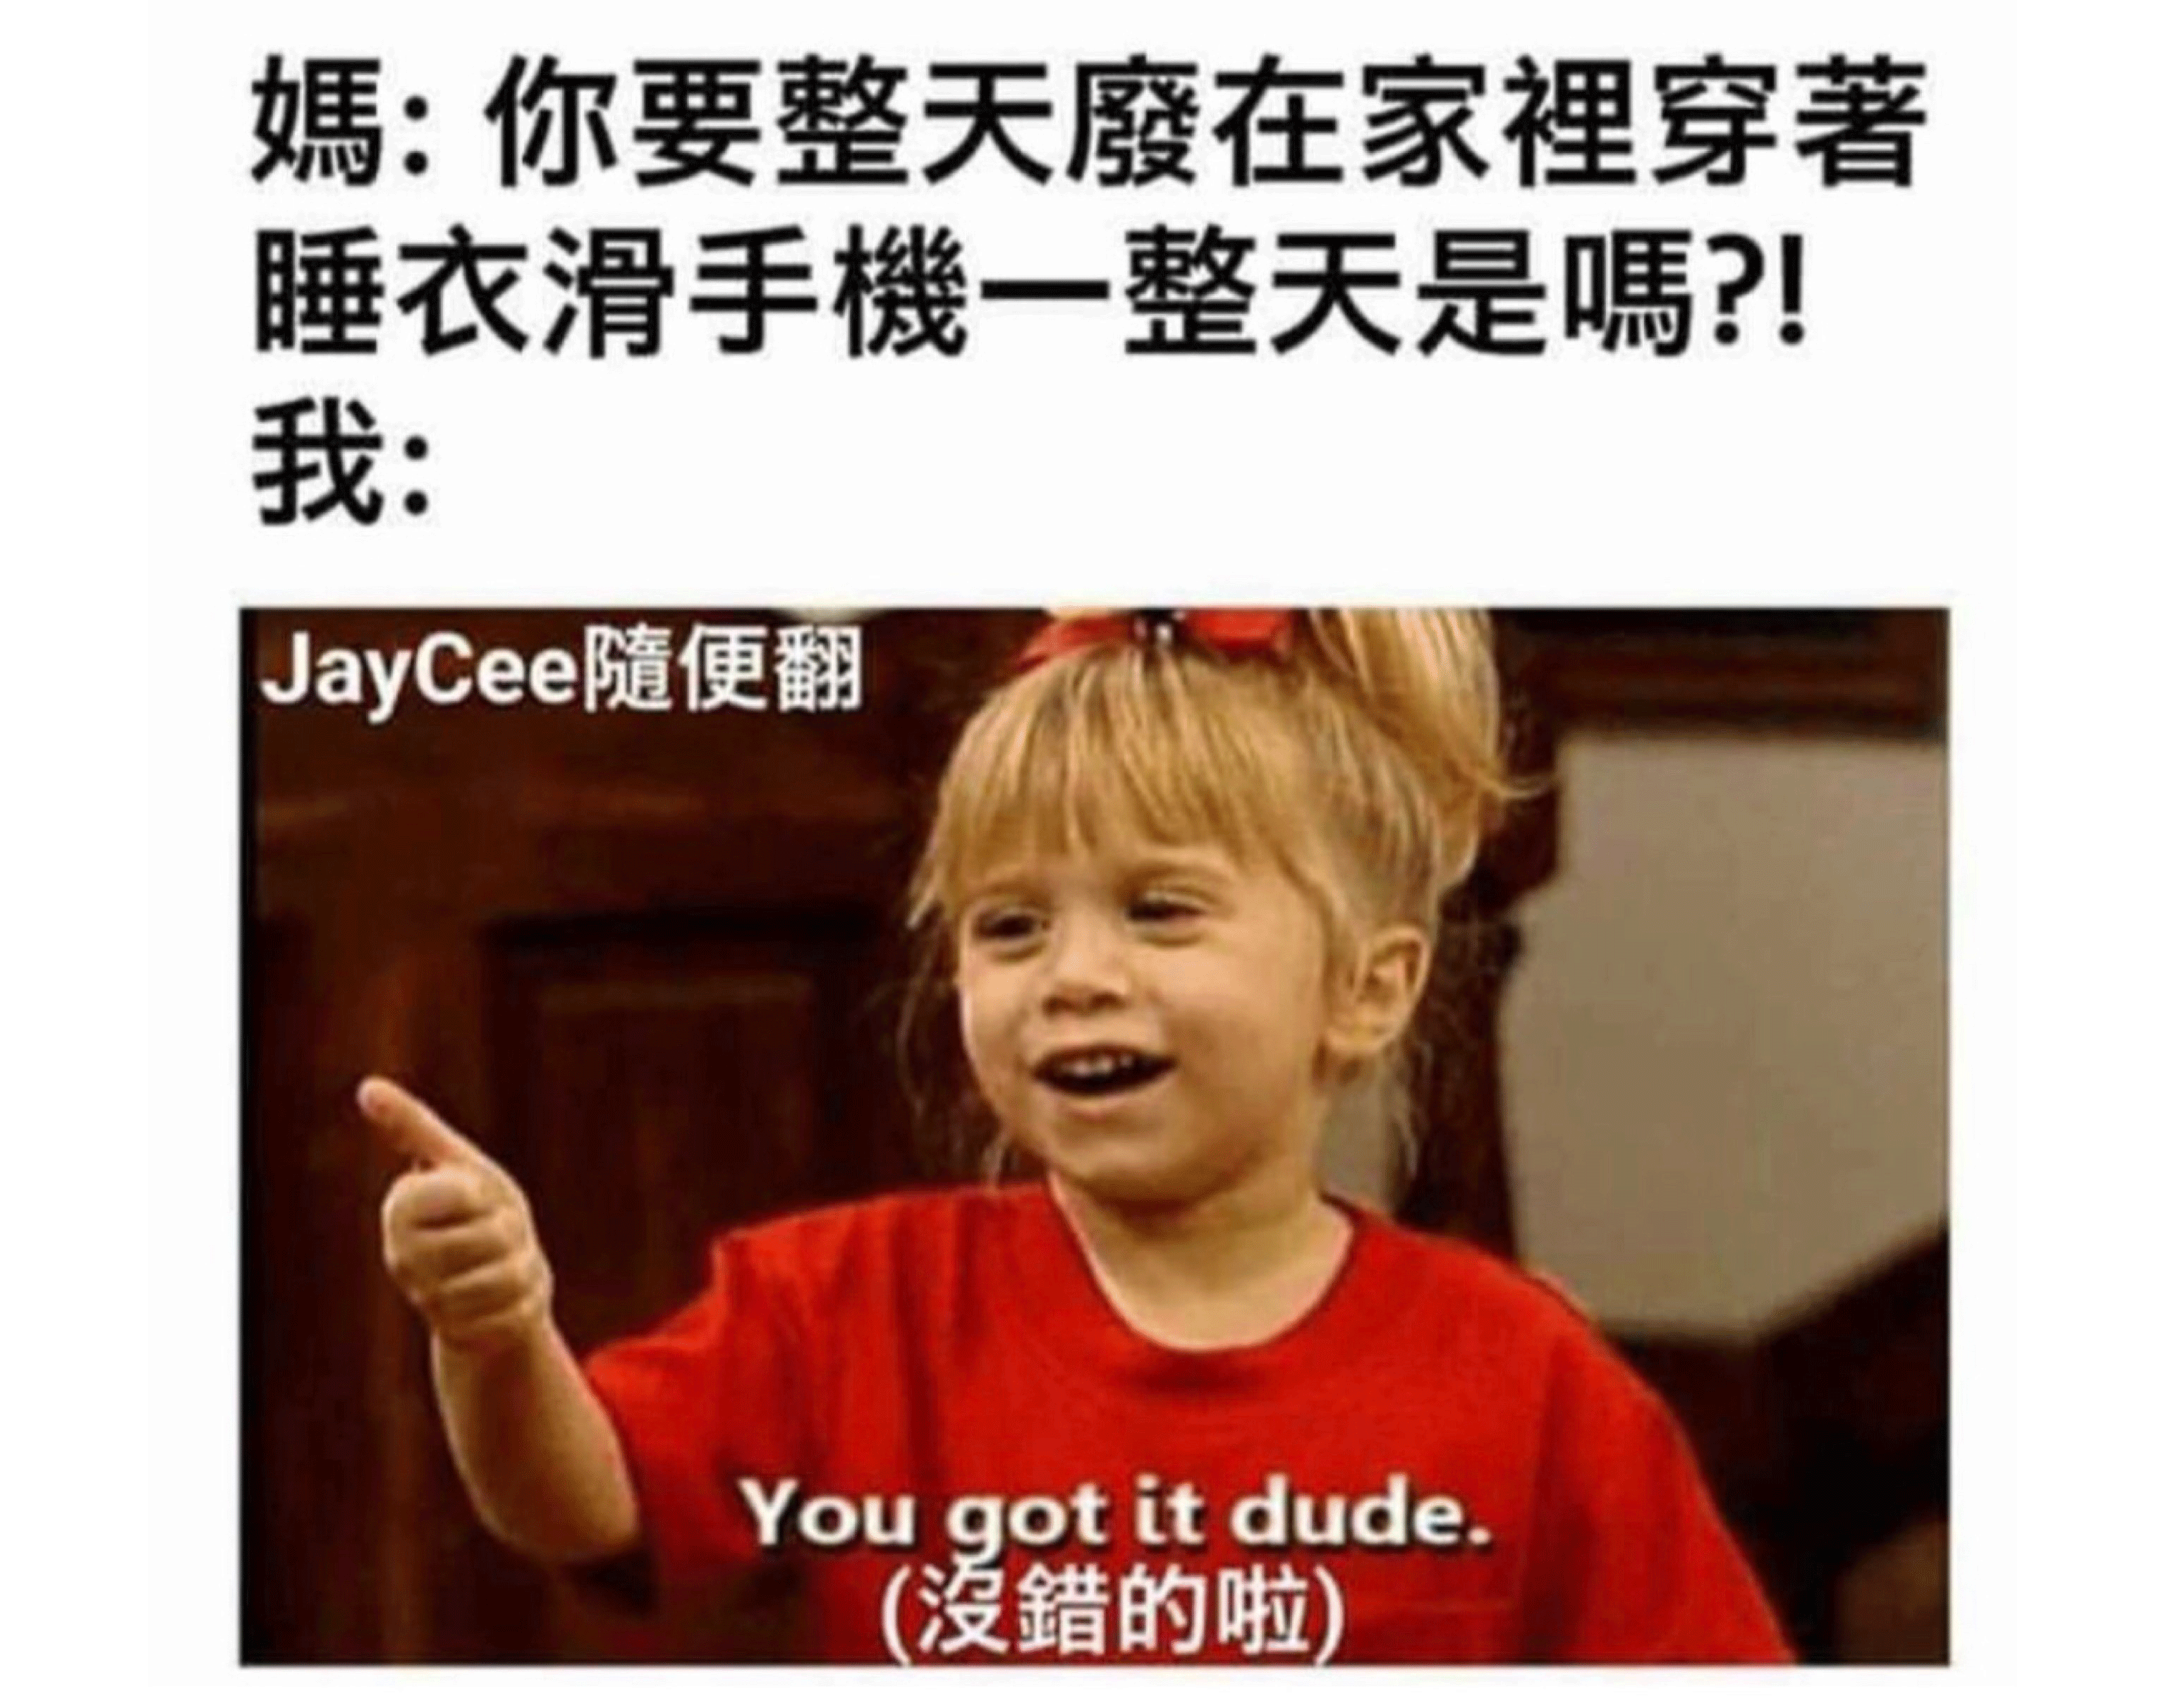 媽: 你要整天廢在家裡穿著
睡衣滑手機一整天是嗎?!
我:
JayCee隨便翻
You got it dude.
(沒錯的啦)